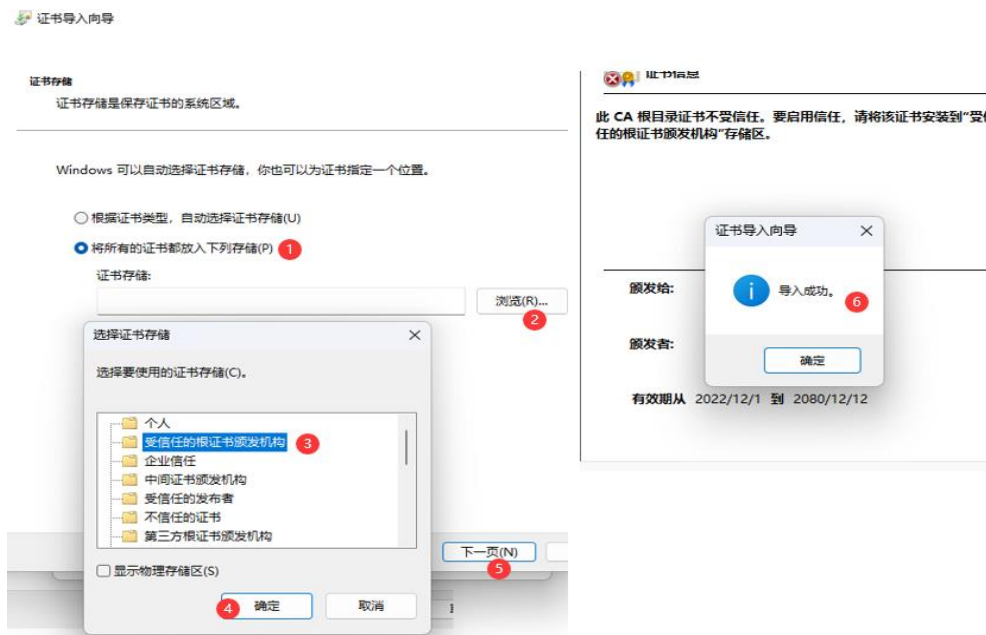 证书导入向导
证书存储
证书存储是保存证书的系统区域。
Windows 可以自动选择证书存储，你也可以为证书指定一个位置。
根据证书类型，自动选择证书存储(U)
将所有的证书都放入下列存储(P) 1
证书存储:
浏览(R)...
2
选择证书存储
选择要使用的证书存储(C)。
个人
受信任的根证书颁发机构 3
企业信任
中间证书颁发机构
受信任的发布者
不信任的证书
第三方根证书颁发机构
显示物理存储区(S)
4 确定 取消
下一页(N)
5
证书信息
此 CA 根目录证书不受信任。要启用信任，请将该证书安装到"受信
任的根证书颁发机构"存储区。
证书导入向导
导入成功。 6
确定
颁发给:
颁发者:
有效期从 2022/12/1 到 2080/12/12